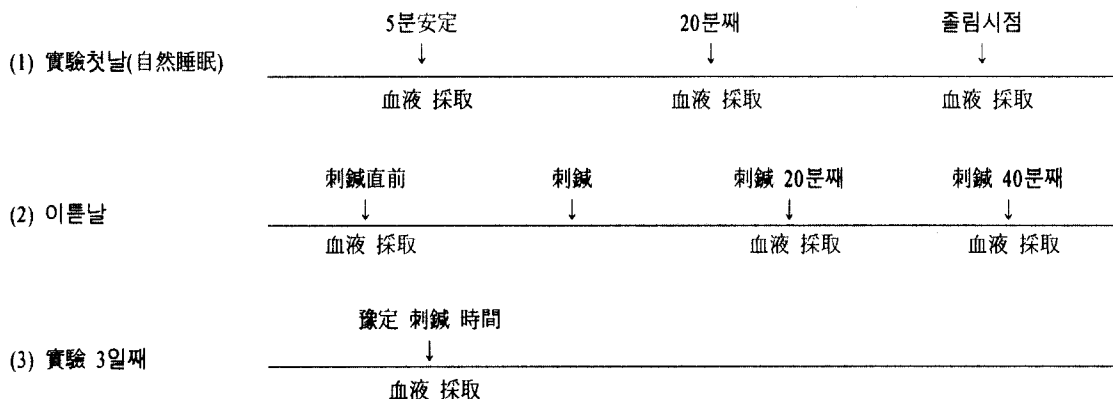 5분安定 20분째 졸림시점
(1) 實驗첫날(自然睡眠)
血液 採取 血液 採取 血液 採取
刺鍼直前 刺鍼 刺鍼 20분째 刺鍼 40분째
(2) 이튿날
血液 採取 血液 採取 血液 採取
豫定 刺鍼 時間
(3) 實驗 3일째
血液 採取